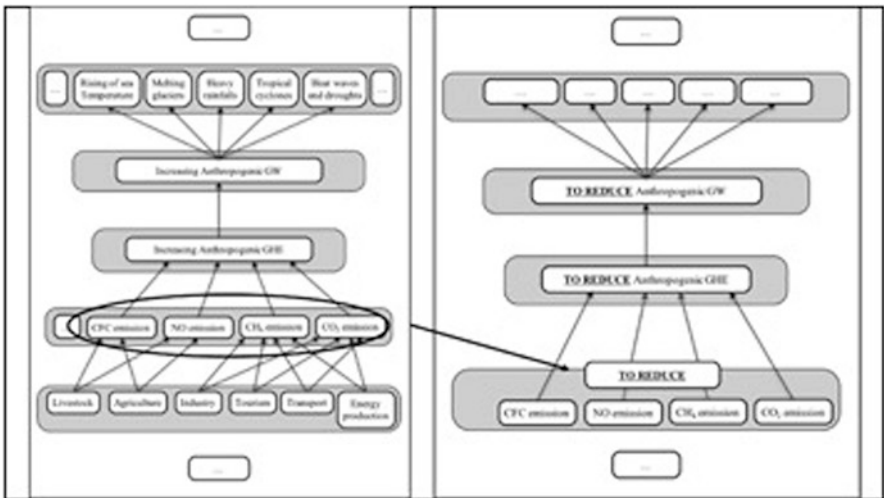 ...
... Rising of sea Temperature Melting glaciers Heavy rainfalls Tropical cyclones Heat waves and droughts ...
Increasing Anthropogenic GW
Increasing Anthropogenic GHE
CFC emission NO emission CH₄ emission CO₂ emission
Livestock Agriculture Industry Tourism Transport Energy production
...
...
... ... ... ... ...
TO REDUCE Anthropogenic GW
TO REDUCE Anthropogenic GHE
TO REDUCE
CFC emission NO emission CH₄ emission CO₂ emission
...